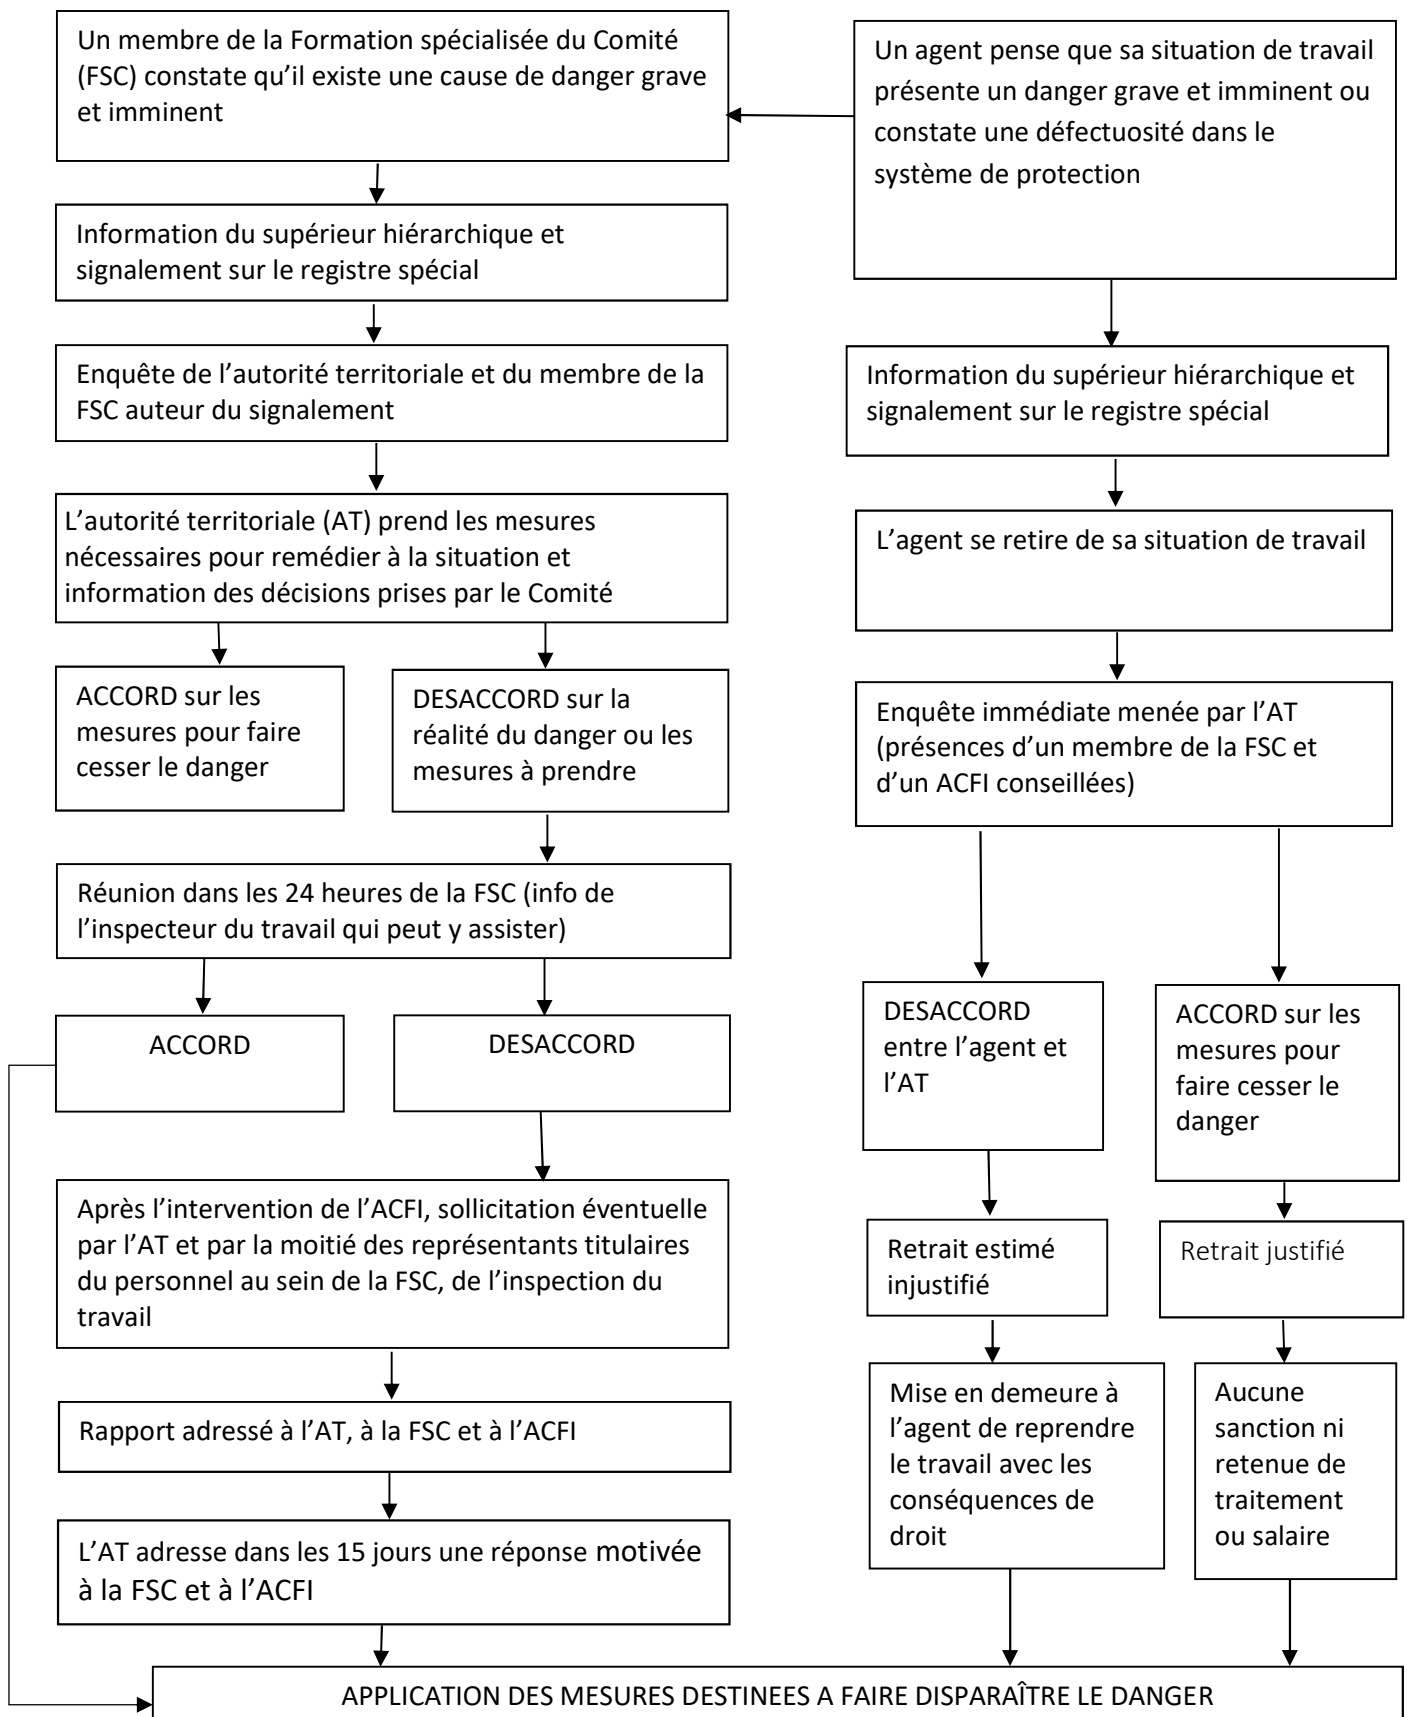 Un membre de la Formation spécialisée du Comité
(FSC) constate qu’il existe une cause de danger grave
et imminent
Un agent pense que sa situation de travail
présente un danger grave et imminent ou
constate une défectuosité dans le
système de protection
Information du supérieur hiérarchique et
signalement sur le registre spécial
Enquête de l’autorité territoriale et du membre de la
FSC auteur du signalement
Information du supérieur hiérarchique et
signalement sur le registre spécial
L’autorité territoriale (AT) prend les mesures
nécessaires pour remédier à la situation et
information des décisions prises par le Comité
L’agent se retire de sa situation de travail
ACCORD sur les
mesures pour faire
cesser le danger
DESACCORD sur la
réalité du danger ou les
mesures à prendre
Enquête immédiate menée par l’AT
(présences d’un membre de la FSC et
d’un ACFI conseillées)
Réunion dans les 24 heures de la FSC (info de
l’inspecteur du travail qui peut y assister)
ACCORD
DESACCORD
DESACCORD
entre l’agent et
l’AT
ACCORD sur les
mesures pour
faire cesser le
danger
Après l’intervention de l’ACFI, sollicitation éventuelle
par l’AT et par la moitié des représentants titulaires
du personnel au sein de la FSC, de l’inspection du
travail
Retrait estimé
injustifié
Retrait justifié
Rapport adressé à l’AT, à la FSC et à l’ACFI
Mise en demeure à
l’agent de reprendre
le travail avec les
conséquences de
droit
Aucune
sanction ni
retenue de
traitement
ou salaire
L’AT adresse dans les 15 jours une réponse motivée
à la FSC et à l’ACFI
APPLICATION DES MESURES DESTINEES A FAIRE DISPARAÎTRE LE DANGER